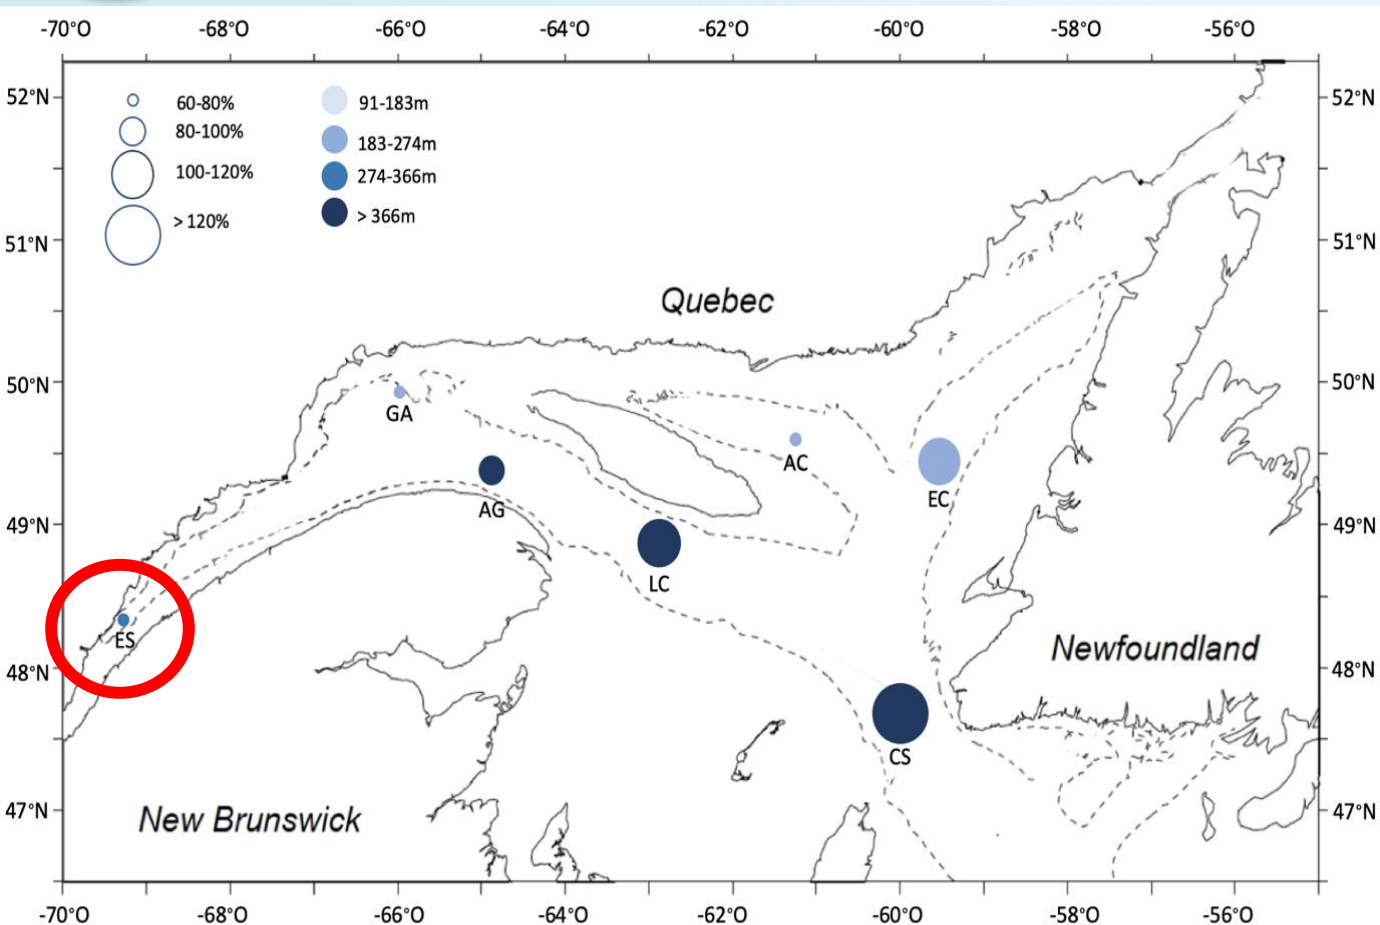 -70°O -68°O -66°O -64°O -62°O -60°O -58°O -56°O
52°N 52°N
60-80% 91-183m
80-100% 183-274m
100-120% 274-366m
> 120% > 366m
51°N 51°N
Quebec
50°N 50°N
GA
AC
EC
AG
49°N 49°N
LC
ES
Newfoundland
48°N 48°N
CS
New Brunswick
47°N 47°N
-70°O -68°O -66°O -64°O -62°O -60°O -58°O -56°O